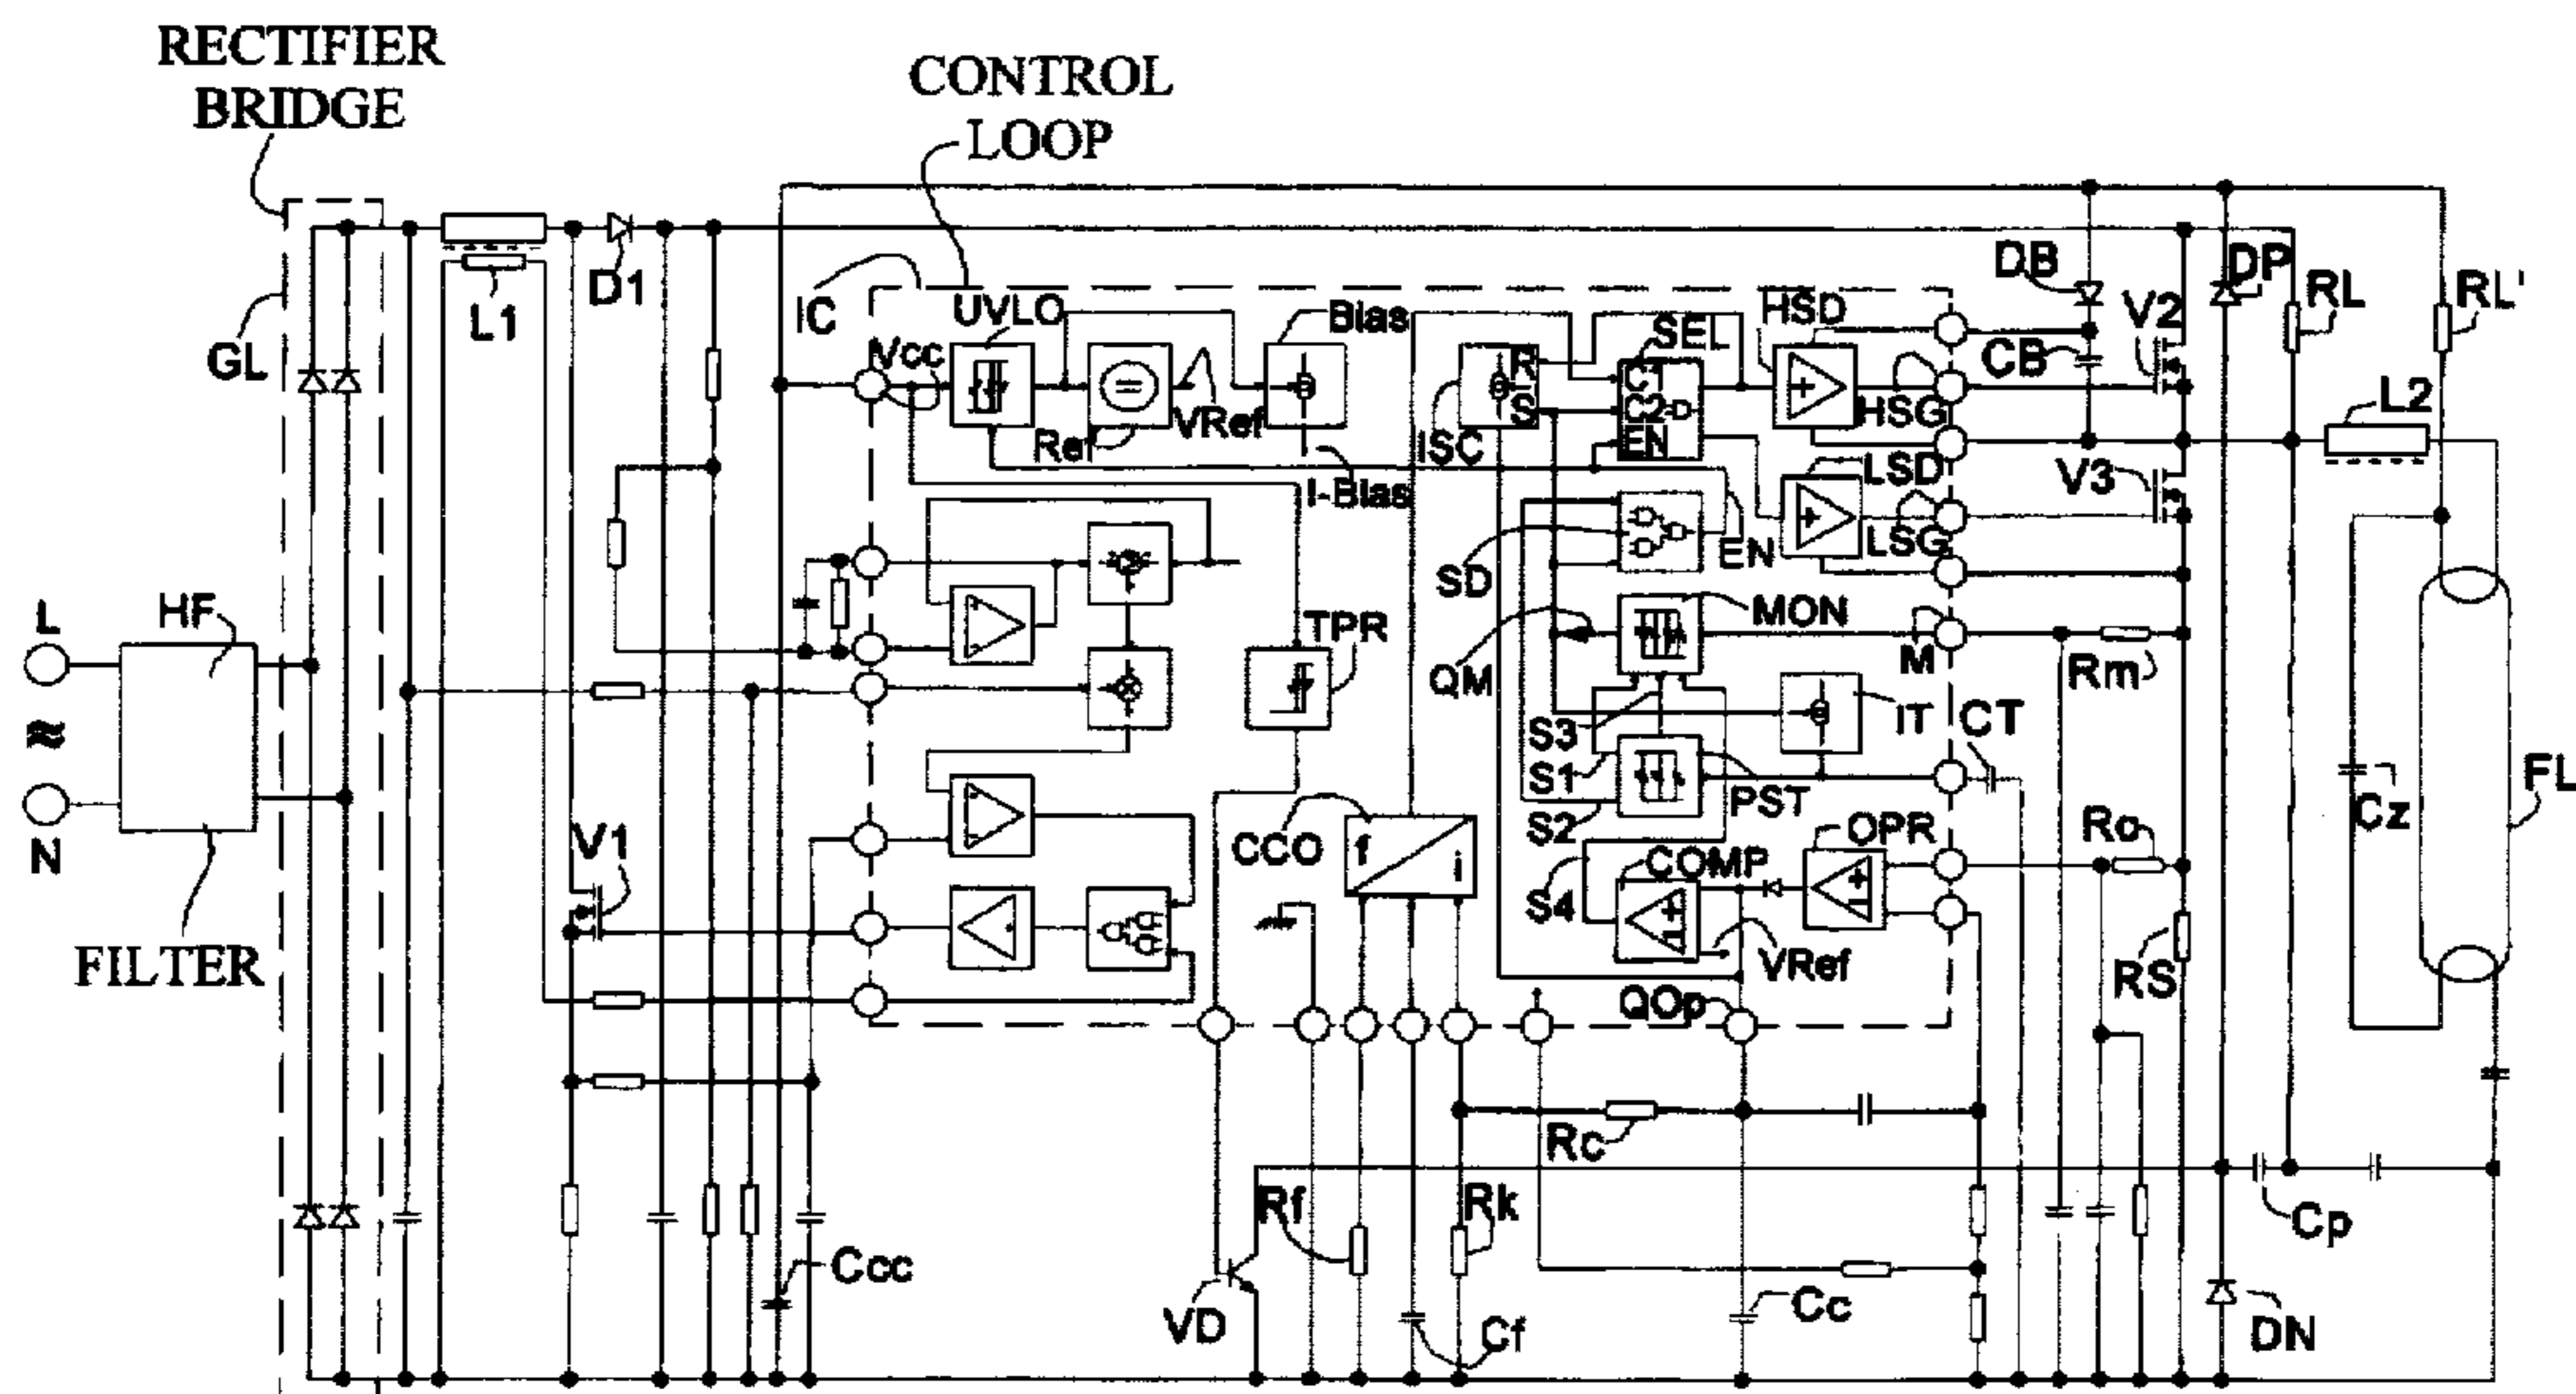 RECTIFIER
BRIDGE
CONTROL
LOOP
GL
L1
D1
IC
UVLO
Vcc
Ref
VRef
Bias
I-Bias
ISC
R
S
SEL
C1
C2
EN
HSD
HSG
DB
CB
V2
DP
RL
RL'
L2
LSD
LSG
V3
SD
EN
L
HF
≈
N
FILTER
TPR
QM
MON
M
Rm
S3
S1
S2
IT
CT
PST
V1
CCO
f
i
S4
COMP
OPR
VRef
Ro
RS
Cz
FL
QOp
Rc
Rf
Rk
Cp
Ccc
VD
Cf
Cc
DN